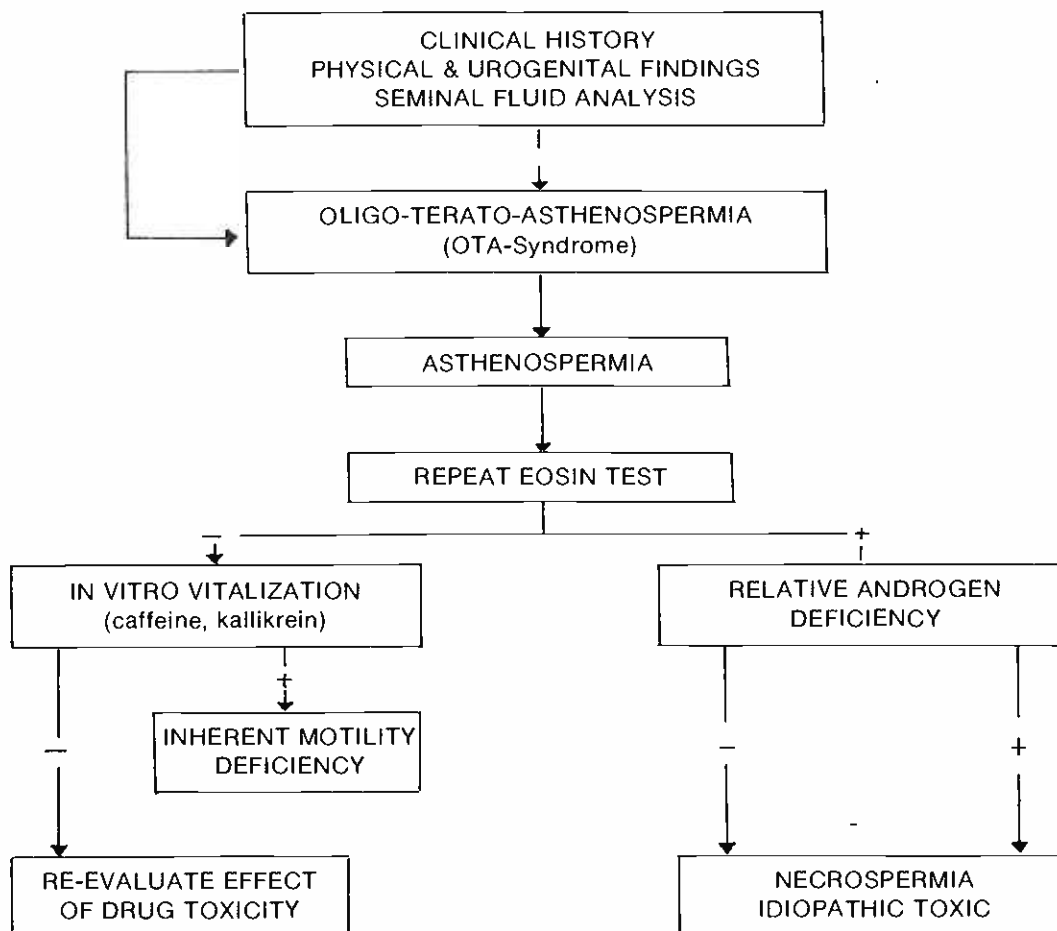 CLINICAL HISTORY
PHYSICAL & UROGENITAL FINDINGS
SEMINAL FLUID ANALYSIS
OLIGO-TERATO-ASTHENOSPERMIA
(OTA-Syndrome)
ASTHENOSPERMIA
REPEAT EOSIN TEST
−
+
IN VITRO VITALIZATION
(caffeine, kallikrein)
RELATIVE ANDROGEN
DEFICIENCY
+
INHERENT MOTILITY
DEFICIENCY
−
−
+
RE-EVALUATE EFFECT
OF DRUG TOXICITY
NECROSPERMIA
IDIOPATHIC TOXIC